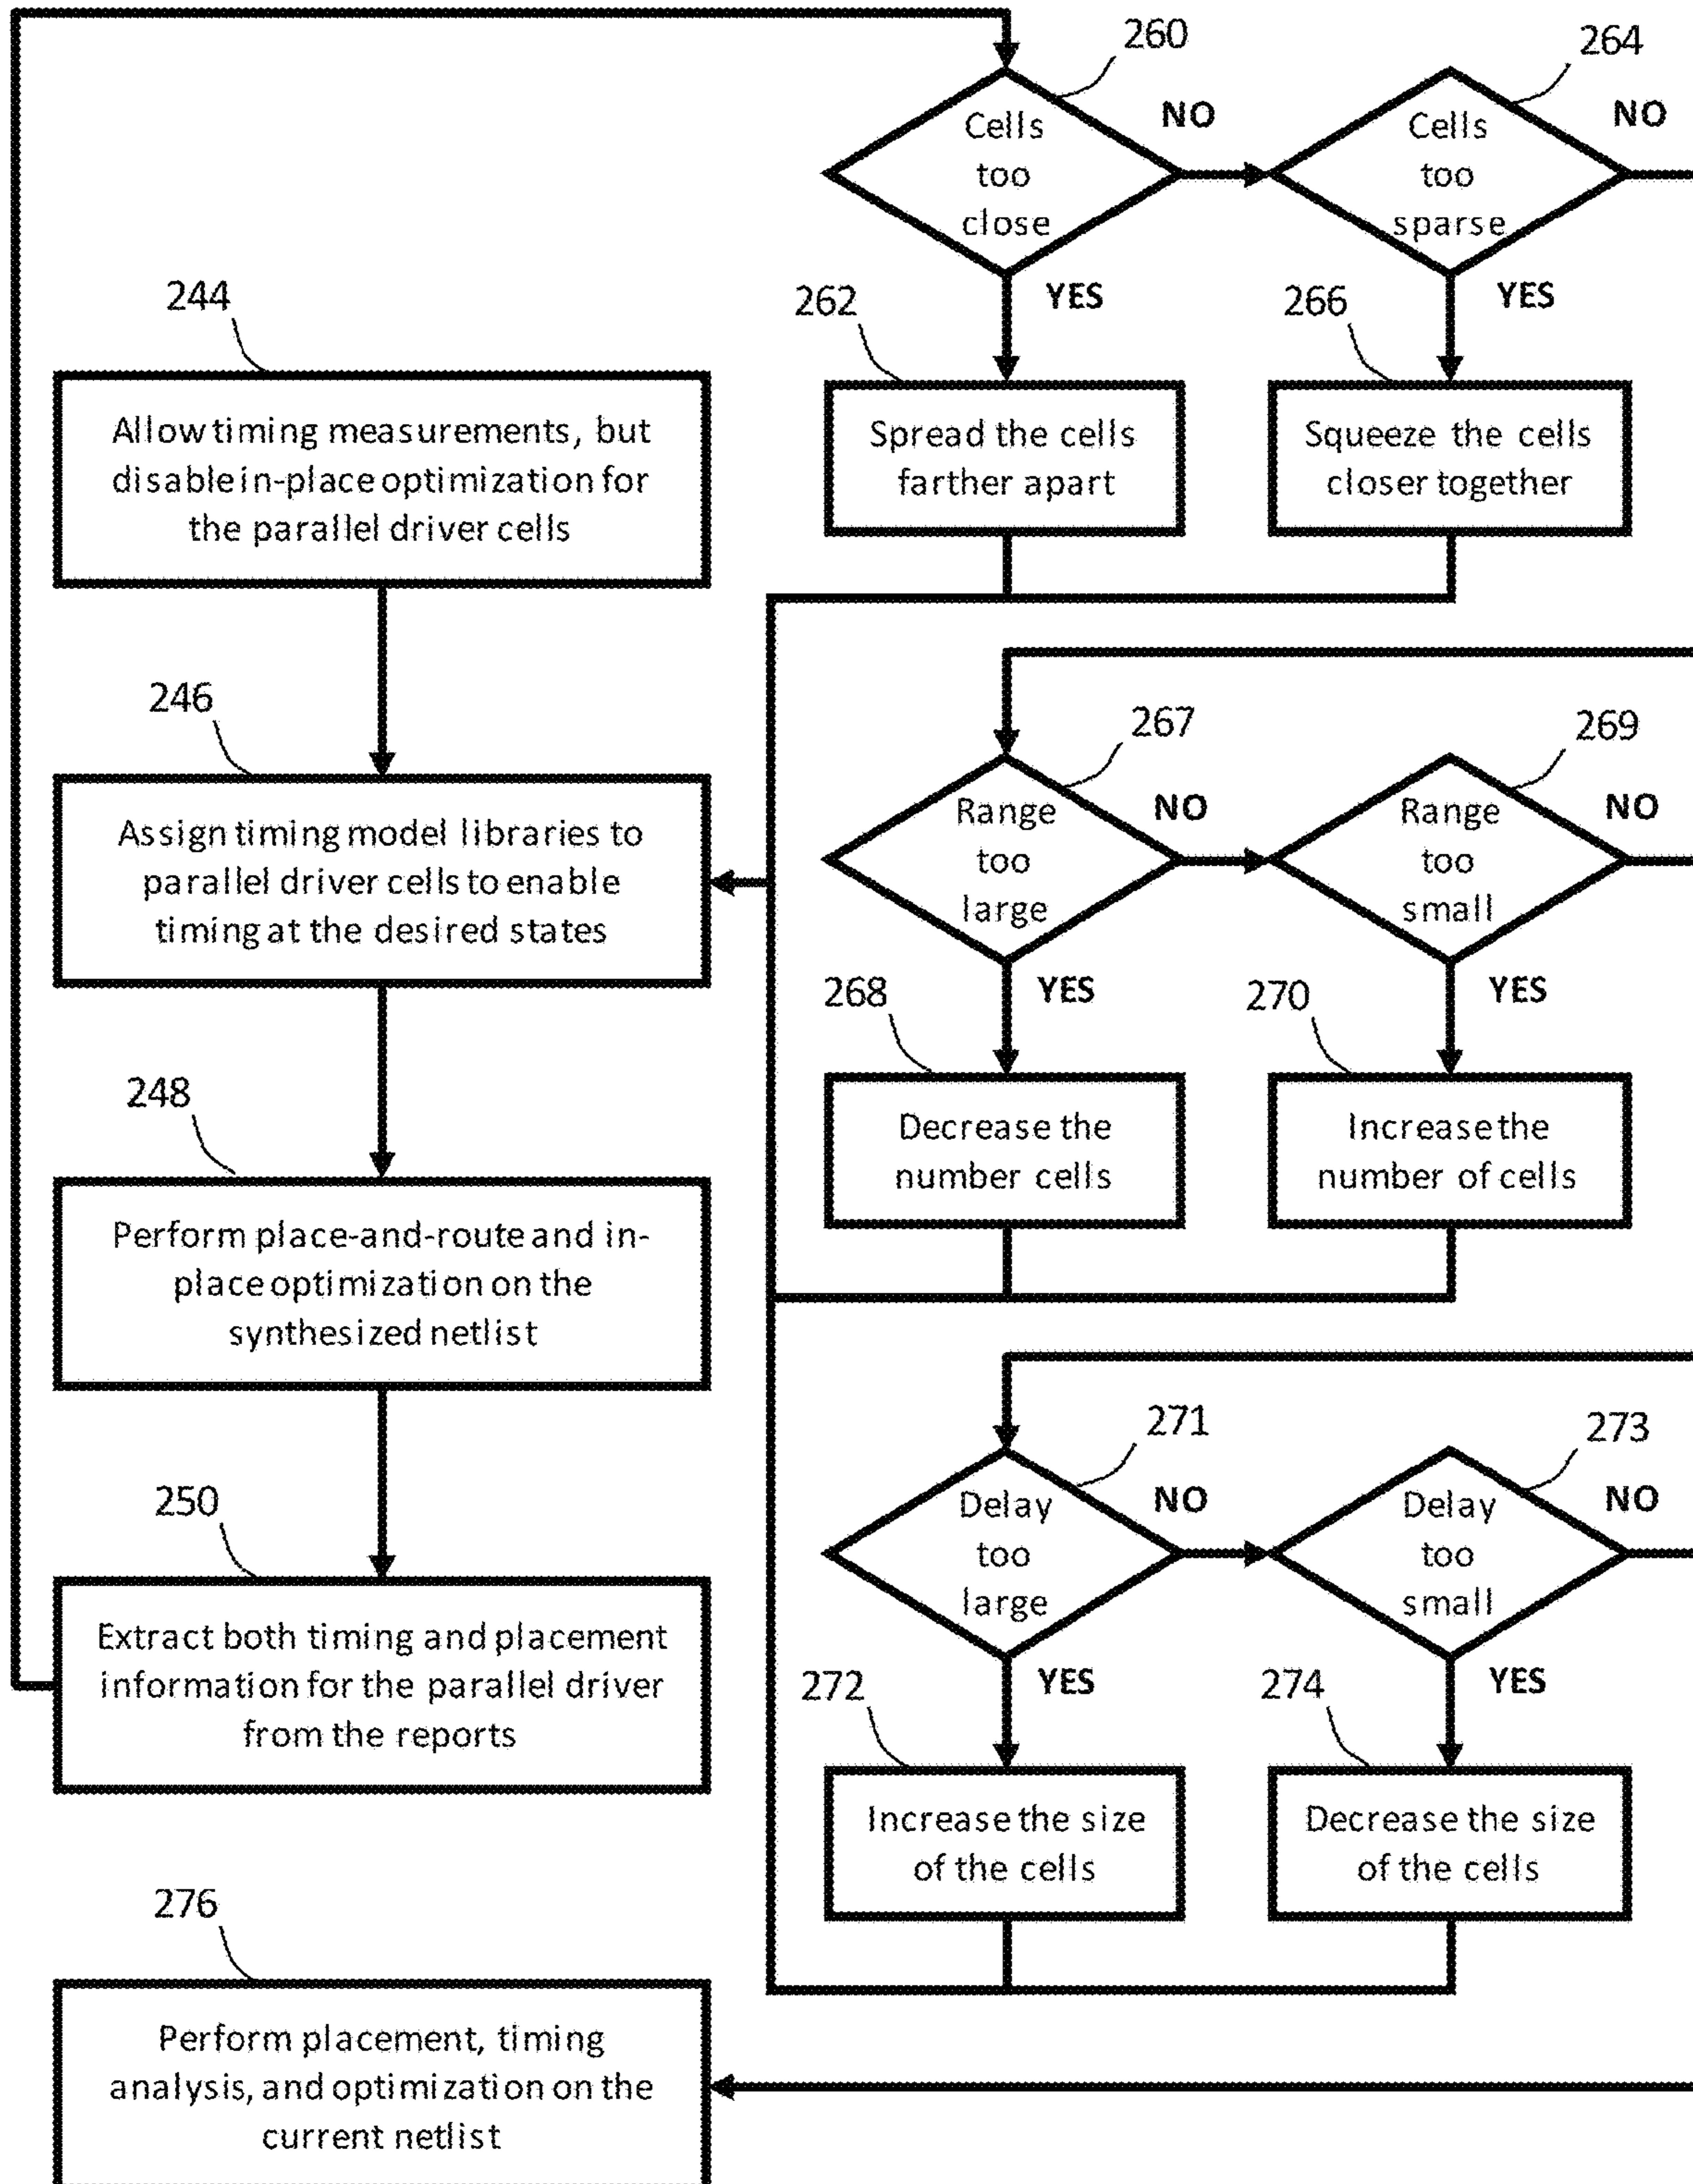 260
264
NO
NO
Cells
too
close
Cells
too
sparse
YES
YES
262
266
Spread the cells
farther apart
Squeeze the cells
closer together
244
Allow timing measurements, but
disable in-place optimization for
the parallel driver cells
246
Assign timing model libraries to
parallel driver cells to enable
timing at the desired states
267
269
NO
NO
Range
too
large
Range
too
small
YES
YES
268
270
Decrease the
number cells
Increase the
number of cells
248
Perform place-and-route and in-
place optimization on the
synthesized netlist
250
Extract both timing and placement
information for the parallel driver
from the reports
271
273
NO
NO
Delay
too
large
Delay
too
small
YES
YES
272
274
Increase the size
of the cells
Decrease the size
of the cells
276
Perform placement, timing
analysis, and optimization on the
current netlist